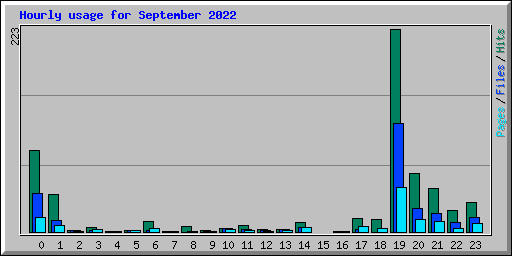 Hourly usage for September 2022
223
Pages/Files/Hits
0 1 2 3 4 5 6 7 8 9 10 11 12 13 14 15 16 17 18 19 20 21 22 23